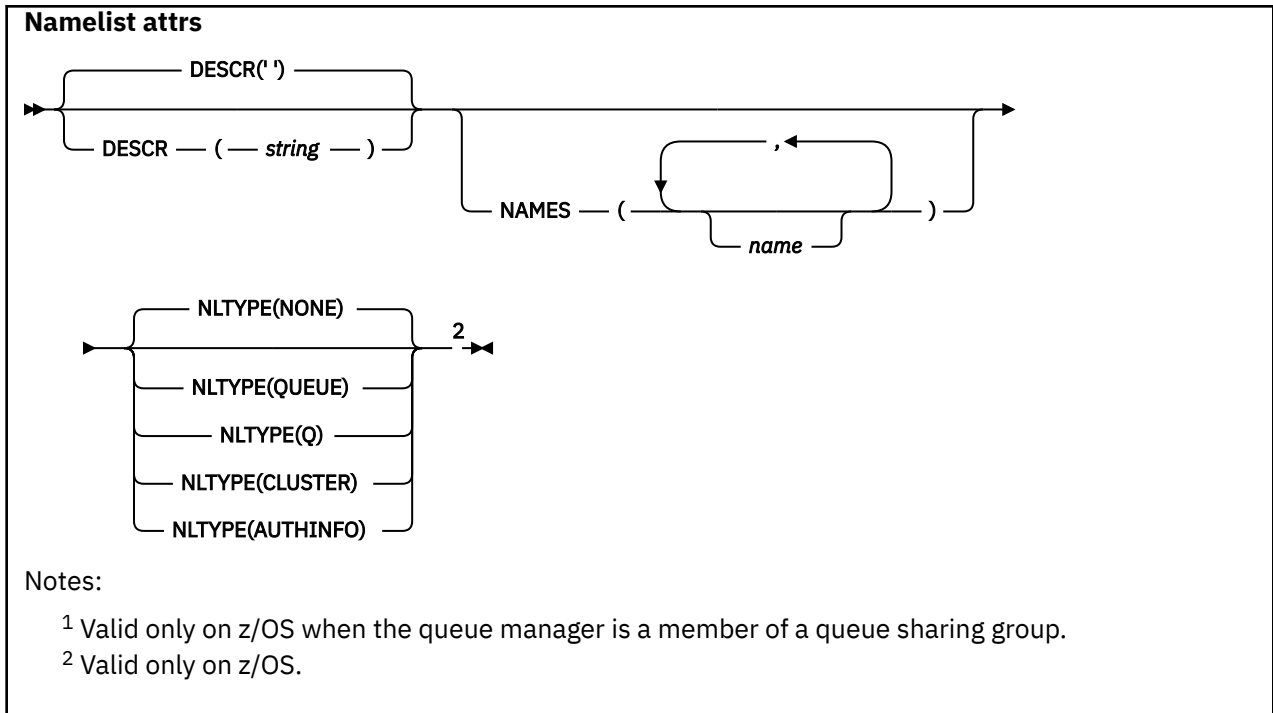 Namelist attrs
DESCR(' ')
DESCR ( string )
,
NAMES ( )
name
NLTYPE(NONE)
2
NLTYPE(QUEUE)
NLTYPE(Q)
NLTYPE(CLUSTER)
NLTYPE(AUTHINFO)
Notes:
1 Valid only on z/OS when the queue manager is a member of a queue sharing group.
2 Valid only on z/OS.